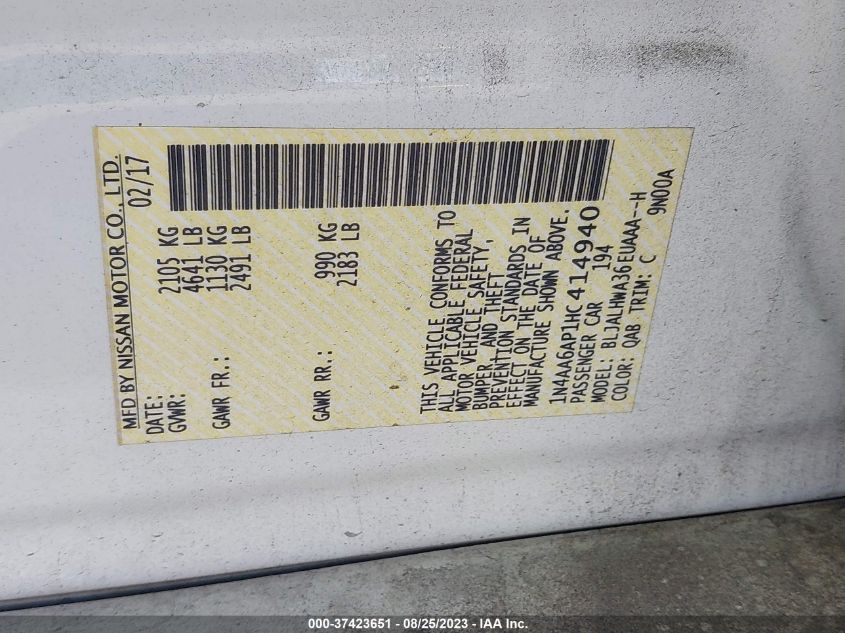 MFD BY NISSAN MOTOR CO., LTD.
DATE: 02/17
GVWR: 2105 KG
4641 LB
GAWR FR.: 1130 KG
2491 LB
GAWR RR.: 990 KG
2183 LB
THIS VEHICLE CONFORMS TO
ALL APPLICABLE FEDERAL
MOTOR VEHICLE SAFETY,
BUMPER, AND THEFT
PREVENTION STANDARDS IN
EFFECT ON THE DATE OF
MANUFACTURE SHOWN ABOVE.
1N4AA6AP1HC414940
PASSENGER CAR 194
MODEL: BLJALHWA36EUAAA--H
COLOR: QAB TRIM: C 9N00A
000-37423651 - 08/25/2023 - IAA Inc.